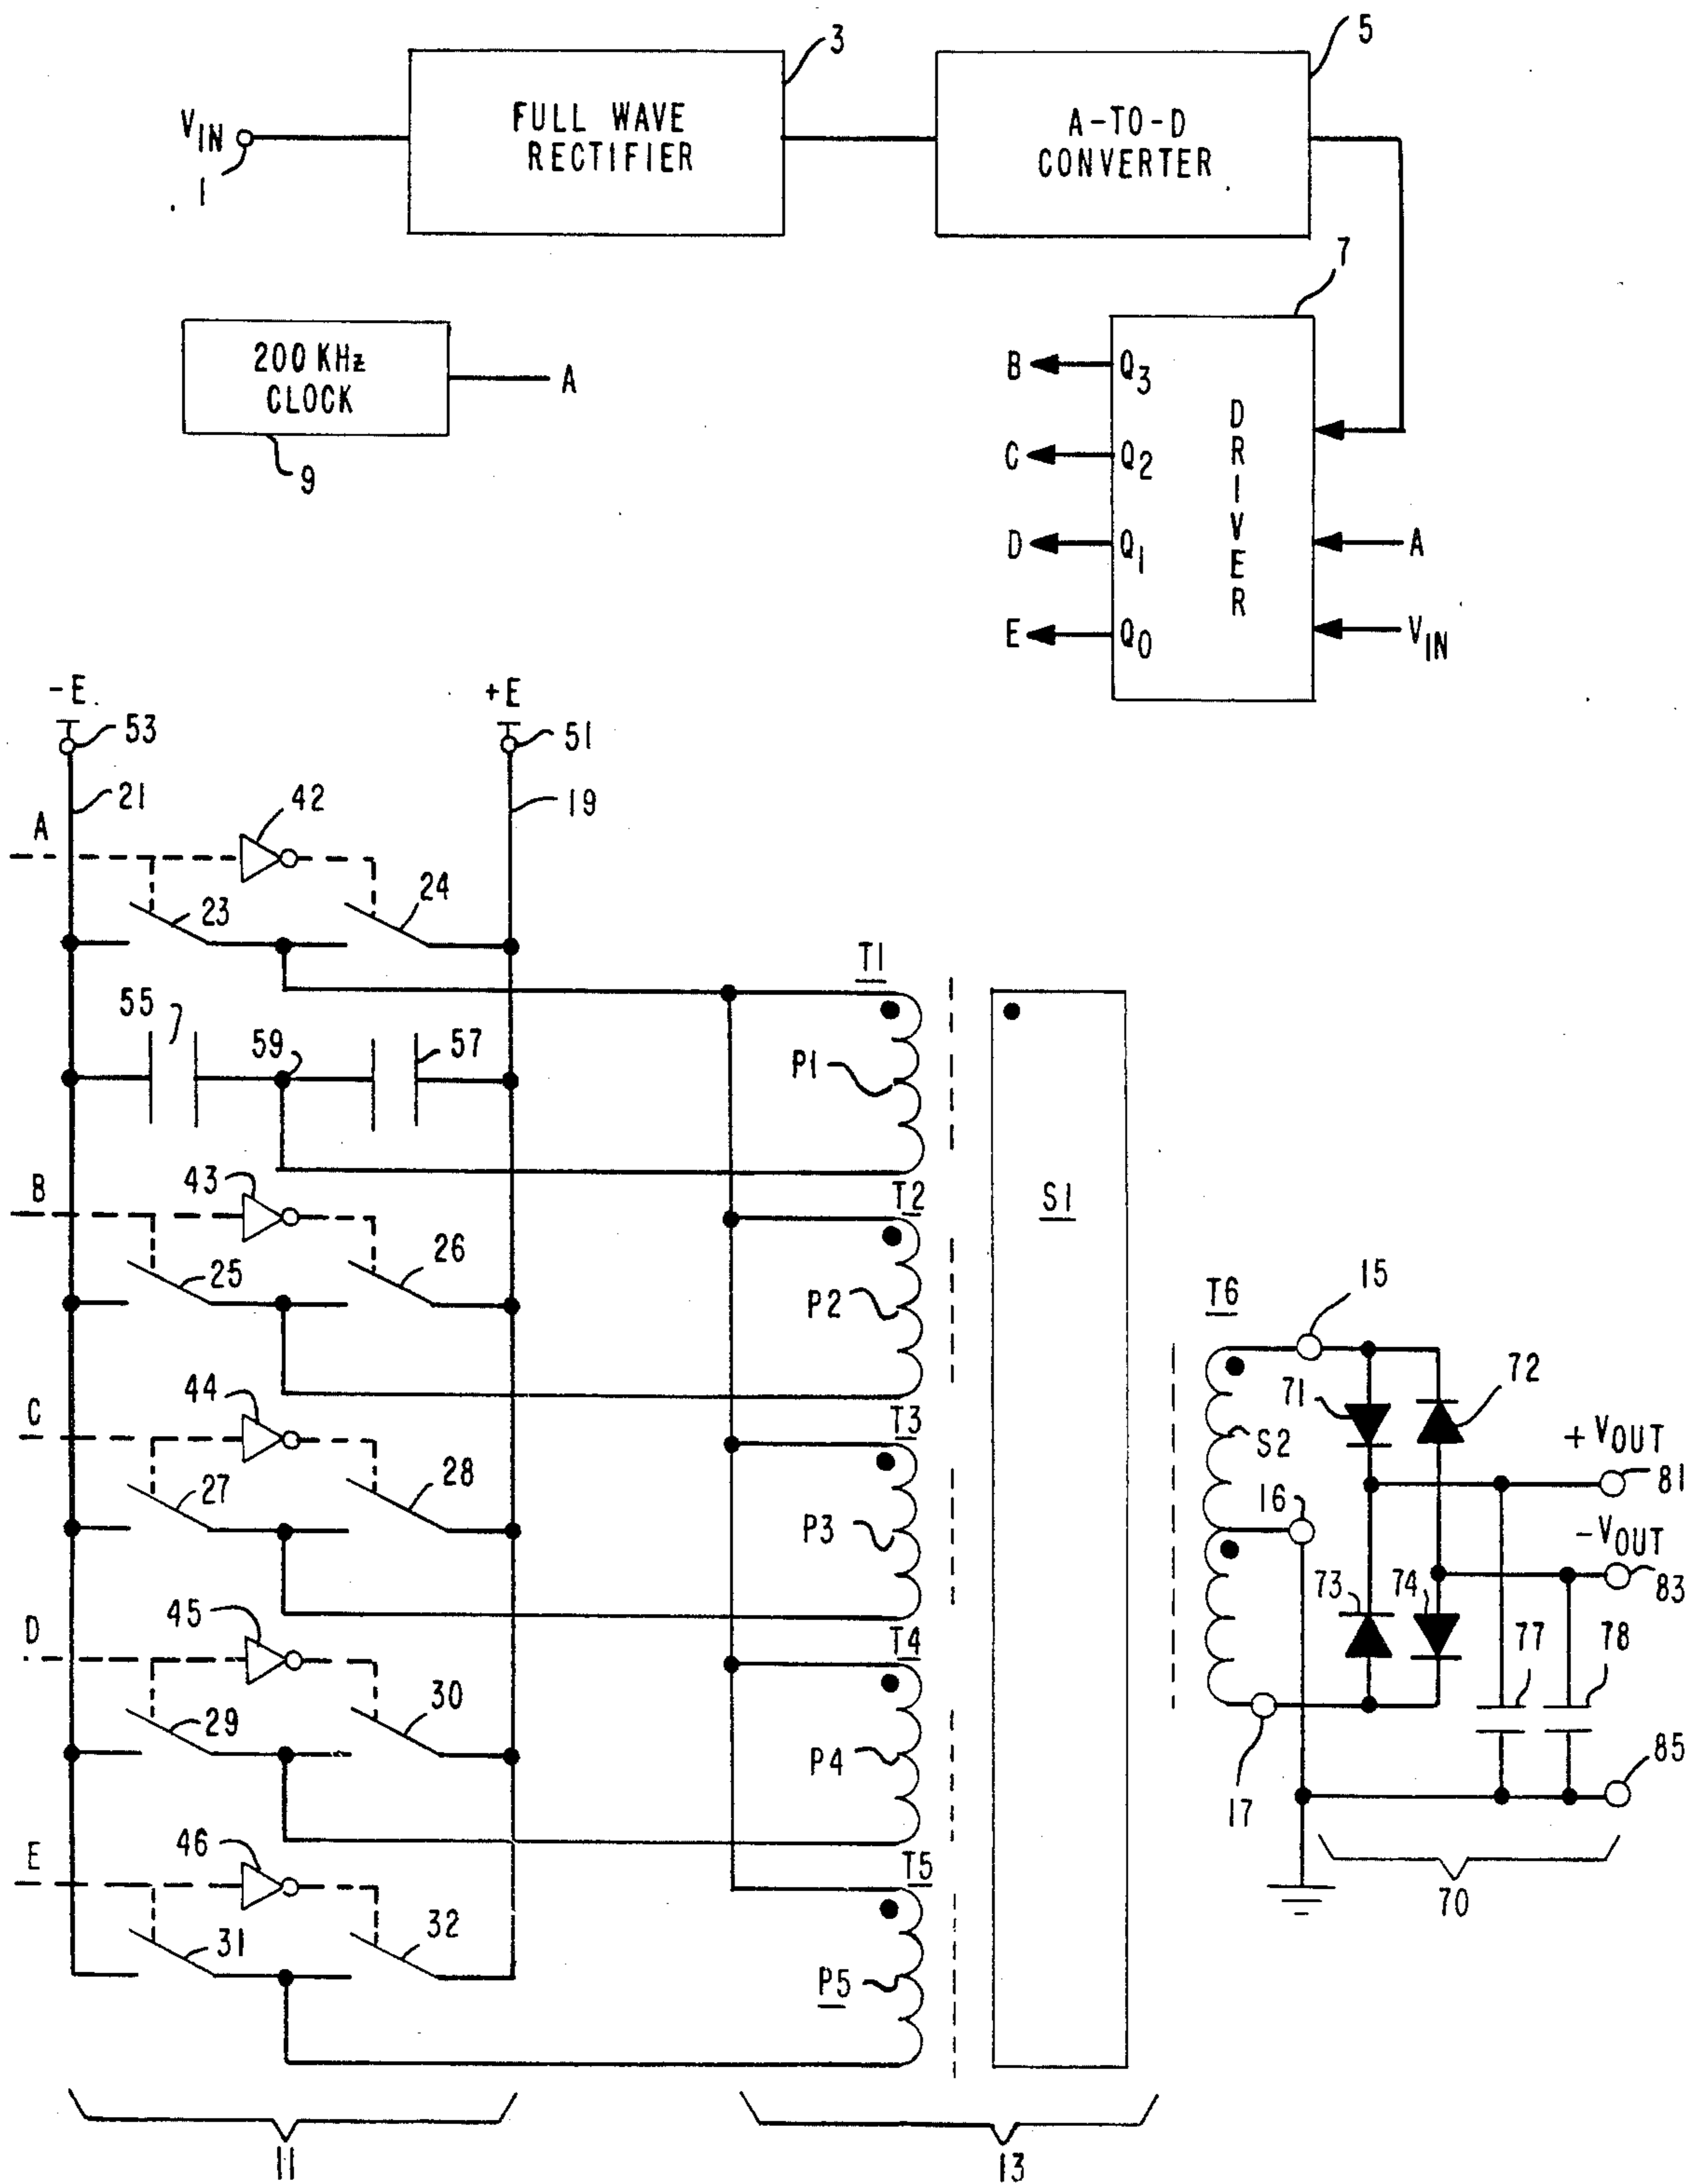 3
5
V_IN
1
FULL WAVE
RECTIFIER
A-TO-D
CONVERTER
7
200 KHz
CLOCK
A
9
B
Q3
C
Q2
D
Q1
E
Q0
DRIVER
A
V_IN
-E
53
+E
51
21
19
A
42
23
24
T1
55
59
57
P1
B
43
T2
S1
25
26
P2
T6
15
C
44
T3
71
72
S2
+VOUT
81
27
28
P3
16
-VOUT
83
D
45
T4
73
74
77
78
29
30
P4
17
85
E
46
T5
70
31
32
P5
11
13